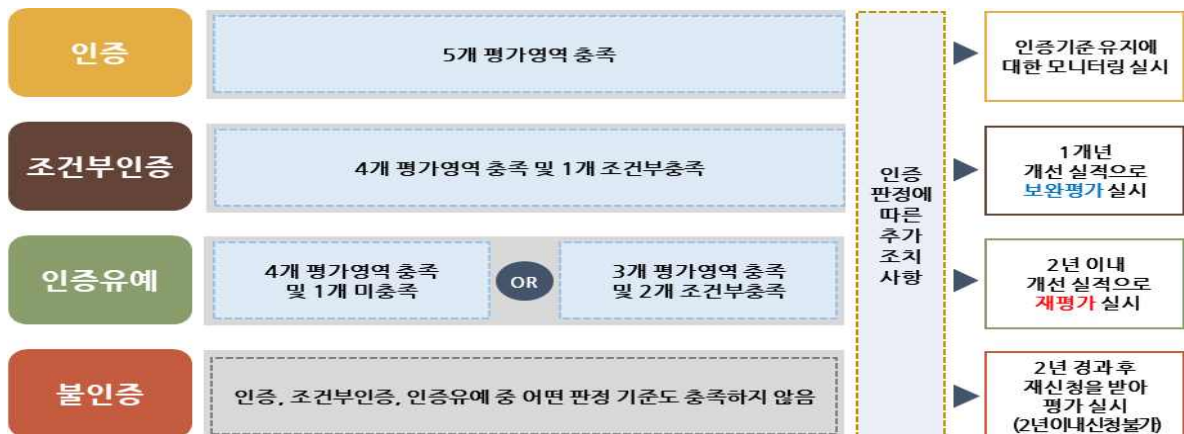 인증
5개 평가영역 충족
인증기준 유지에
대한 모니터링 실시
조건부인증
4개 평가영역 충족 및 1개 조건부충족
1개년
개선 실적으로
보완평가 실시
인증유예
4개 평가영역 충족
및 1개 미충족
OR
3개 평가영역 충족
및 2개 조건부충족
2년 이내
개선 실적으로
재평가 실시
불인증
인증, 조건부인증, 인증유예 중 어떤 판정 기준도 충족하지 않음
2년 경과 후
재신청을 받아
평가 실시
(2년이내신청불가)
인증
판정에
따른
추가
조치
사항